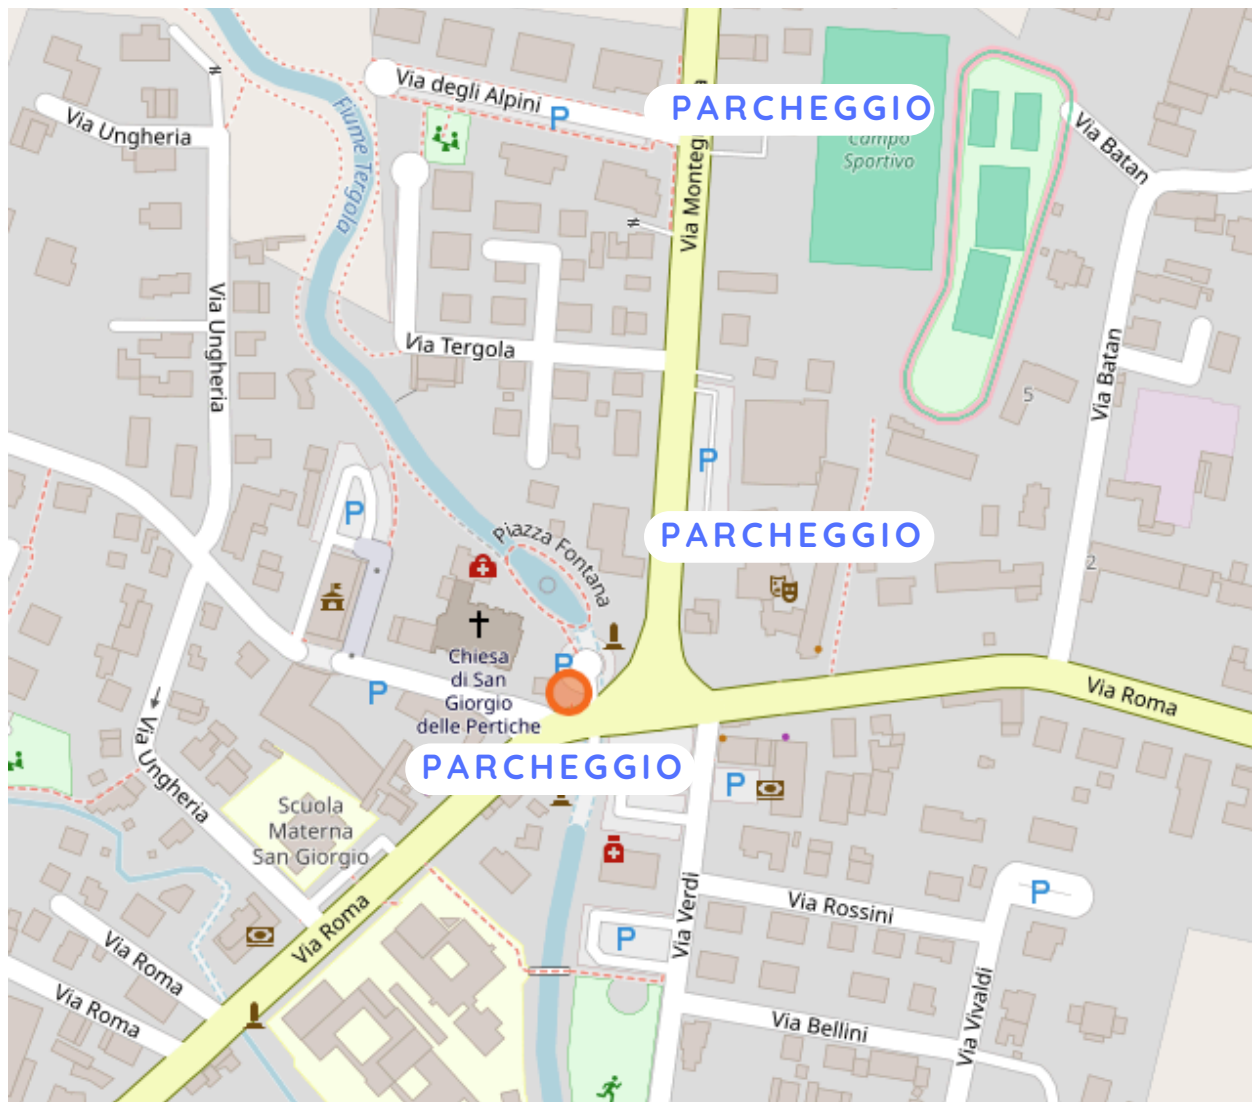 Via degli Alpini
P
PARCHEGGIO
Via Ungheria
Fiume Tergola
Campo
Sportivo
Via Batan
Via Ungheria
Via Tergola
Via Batan
5
P
P
Piazza Fontana
PARCHEGGIO
2
Chiesa
di San
Giorgio
delle Pertiche
P
P
Via Roma
Via Ungheria
PARCHEGGIO
P
Scuola
Materna
San Giorgio
Via Roma
Via Verdi
Via Rossini
P
P
Via Roma
Via Roma
Via Bellini
Via Vivaldi